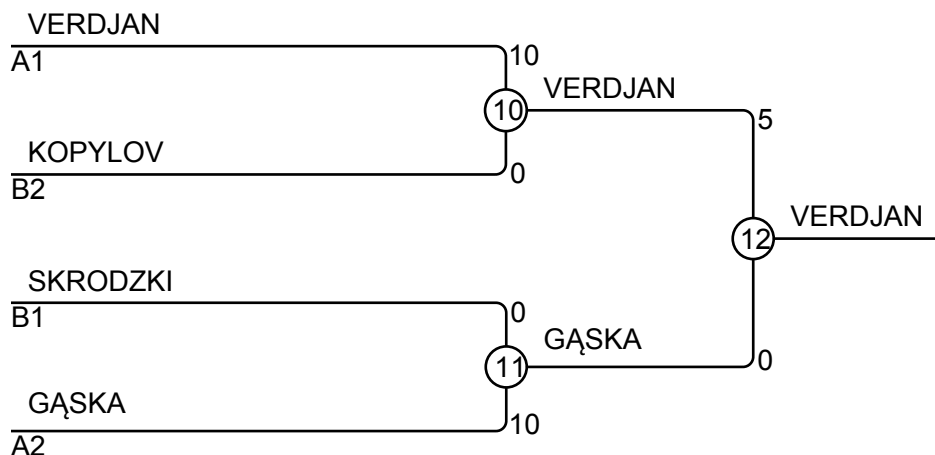 VERDJAN
A1
10
10
VERDJAN
5
KOPYLOV
B2
0
12
VERDJAN
SKRODZKI
B1
0
11
GĄSKA
0
GĄSKA
A2
10